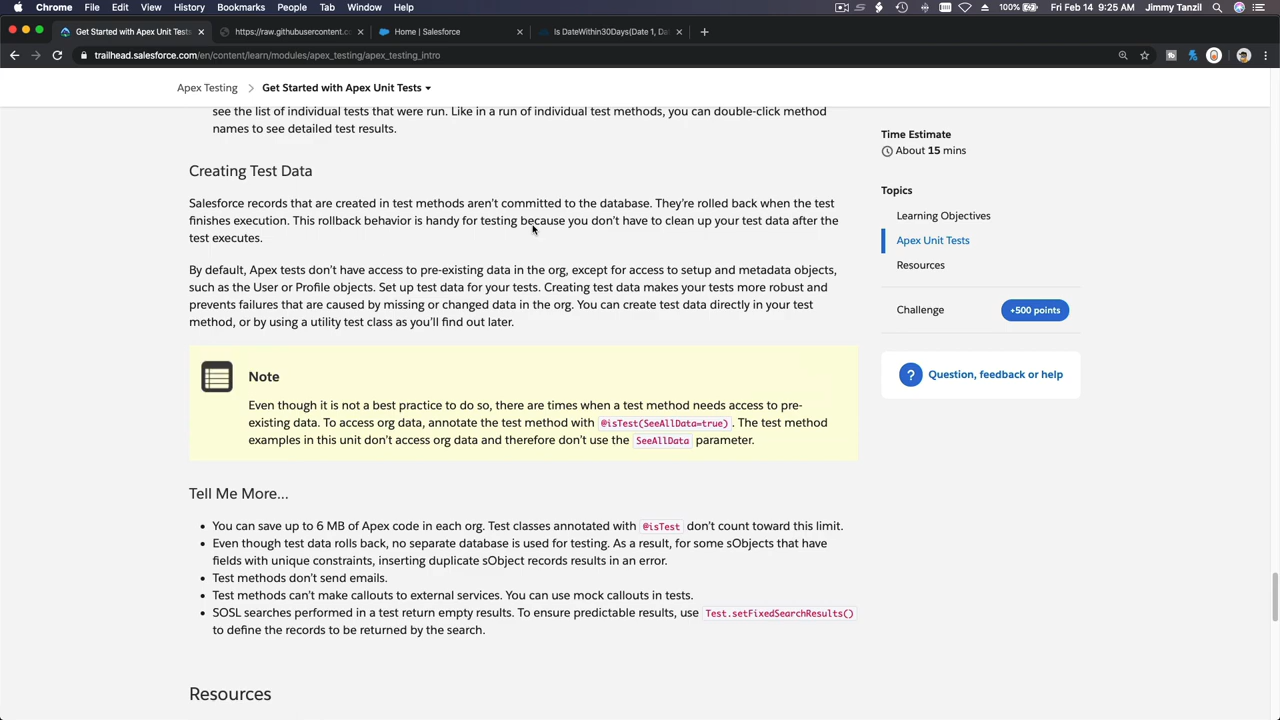 Chrome File Edit View History Bookmarks People Tab Window Help
100% Fri Feb 14 9:25 AM Jimmy Tanzil
Get Started with Apex Unit Tests
https://raw.githubusercontent.c
Home | Salesforce
Is DateWithin30Days(Date 1, Da
trailhead.salesforce.com/en/content/learn/modules/apex_testing/apex_testing_intro
Apex Testing > Get Started with Apex Unit Tests
see the list of individual tests that were run. Like in a run of individual test methods, you can double-click method
names to see detailed test results.
Creating Test Data
Salesforce records that are created in test methods aren't committed to the database. They're rolled back when the test
finishes execution. This rollback behavior is handy for testing because you don't have to clean up your test data after the
test executes.
By default, Apex tests don't have access to pre-existing data in the org, except for access to setup and metadata objects,
such as the User or Profile objects. Set up test data for your tests. Creating test data makes your tests more robust and
prevents failures that are caused by missing or changed data in the org. You can create test data directly in your test
method, or by using a utility test class as you'll find out later.
Note
Even though it is not a best practice to do so, there are times when a test method needs access to pre-
existing data. To access org data, annotate the test method with @isTest(SeeAllData=true). The test method
examples in this unit don't access org data and therefore don't use the SeeAllData parameter.
Tell Me More...
• You can save up to 6 MB of Apex code in each org. Test classes annotated with @isTest don't count toward this limit.
• Even though test data rolls back, no separate database is used for testing. As a result, for some sObjects that have
fields with unique constraints, inserting duplicate sObject records results in an error.
• Test methods don't send emails.
• Test methods can't make callouts to external services. You can use mock callouts in tests.
• SOSL searches performed in a test return empty results. To ensure predictable results, use Test.setFixedSearchResults()
to define the records to be returned by the search.
Resources
Time Estimate
About 15 mins
Topics
Learning Objectives
Apex Unit Tests
Resources
Challenge +500 points
? Question, feedback or help